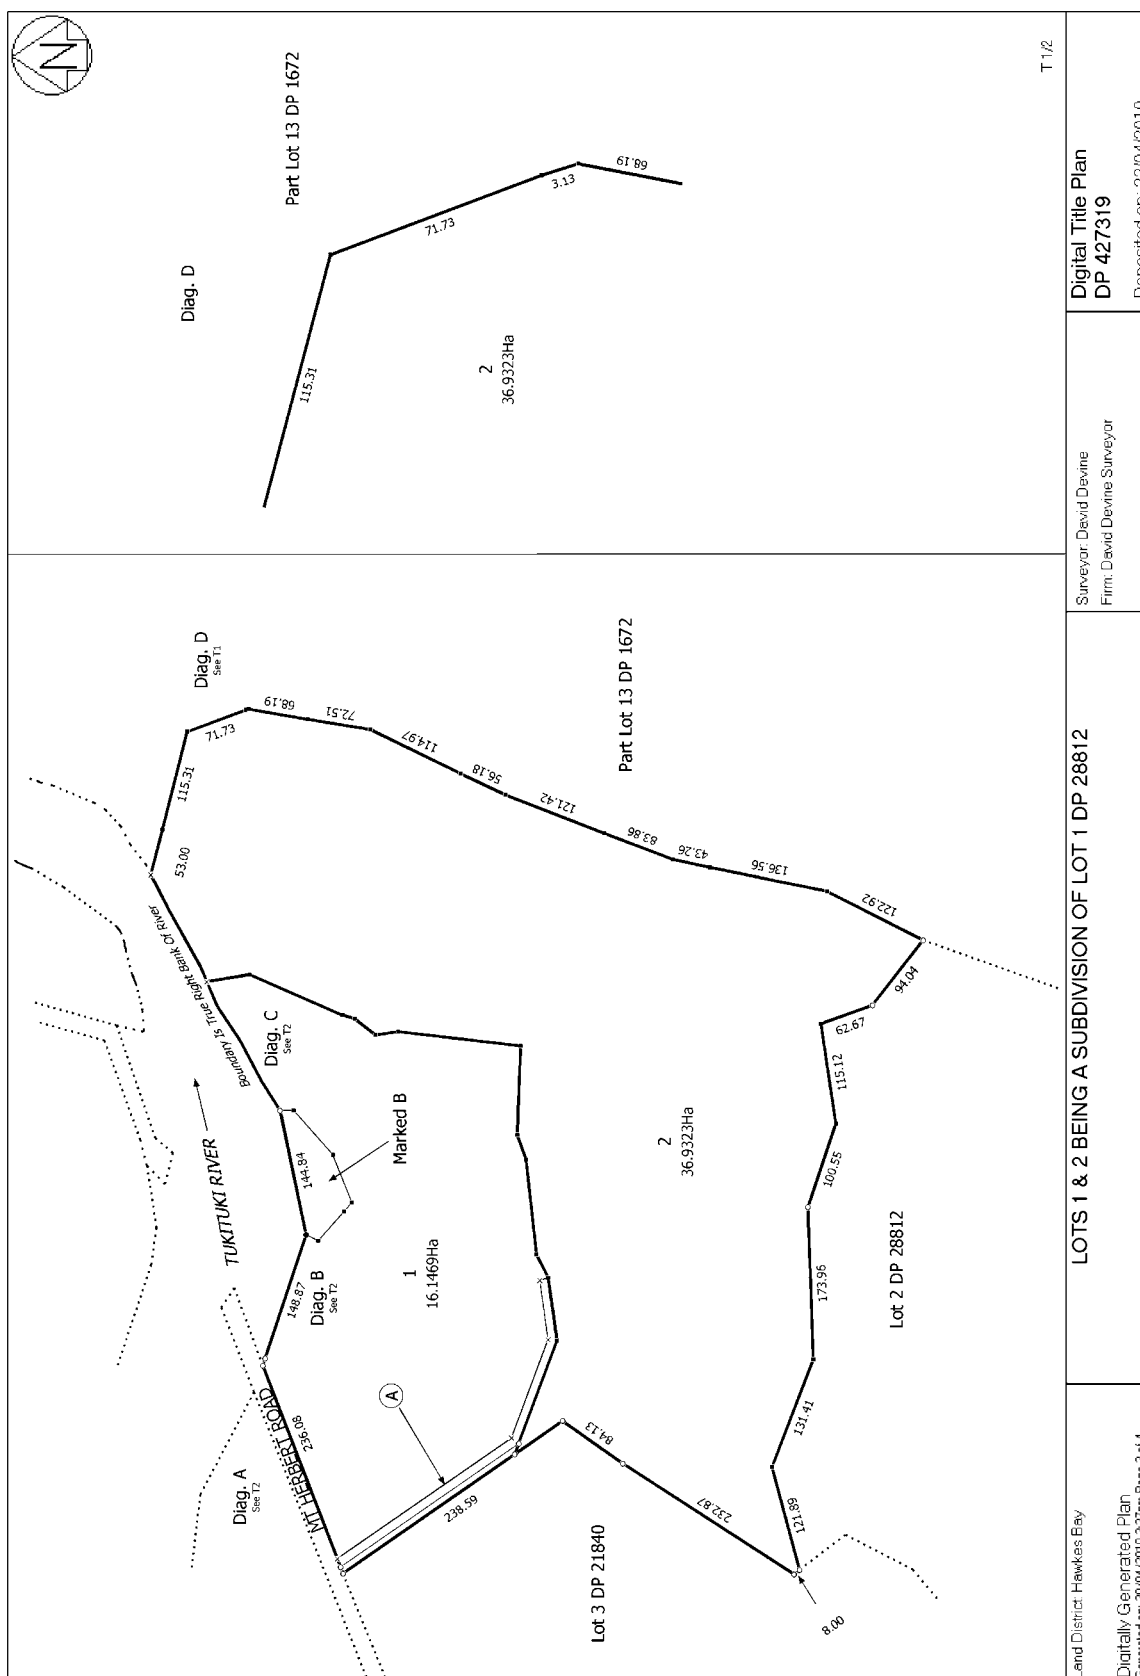 N
T 1/2
Diag. D
Part Lot 13 DP 1672
115.31
71.73
3.13
68.19
2
36.9323Ha
Diag. A
See T2
MT HERBERT ROAD
236.08
TUKITUKI RIVER
148.87
Diag. B
See T2
144.84
Marked B
Diag. C
See T2
Boundary Is True Right Bank Of River
53.00
115.31
Diag. D
See T1
71.73
68.19
72.51
114.97
56.18
121.42
83.86
43.26
136.56
122.92
94.04
62.67
115.12
100.55
173.95
131.41
121.89
8.00
232.87
84.13
238.59
A
1
16.1469Ha
2
36.9323Ha
Part Lot 13 DP 1672
Lot 2 DP 28812
Lot 3 DP 21840
Land District: Hawkes Bay
Digitally Generated Plan
LOTS 1 & 2 BEING A SUBDIVISION OF LOT 1 DP 28812
Surveyor: David Devine
Firm: David Devine Surveyor
Digital Title Plan
DP 427319